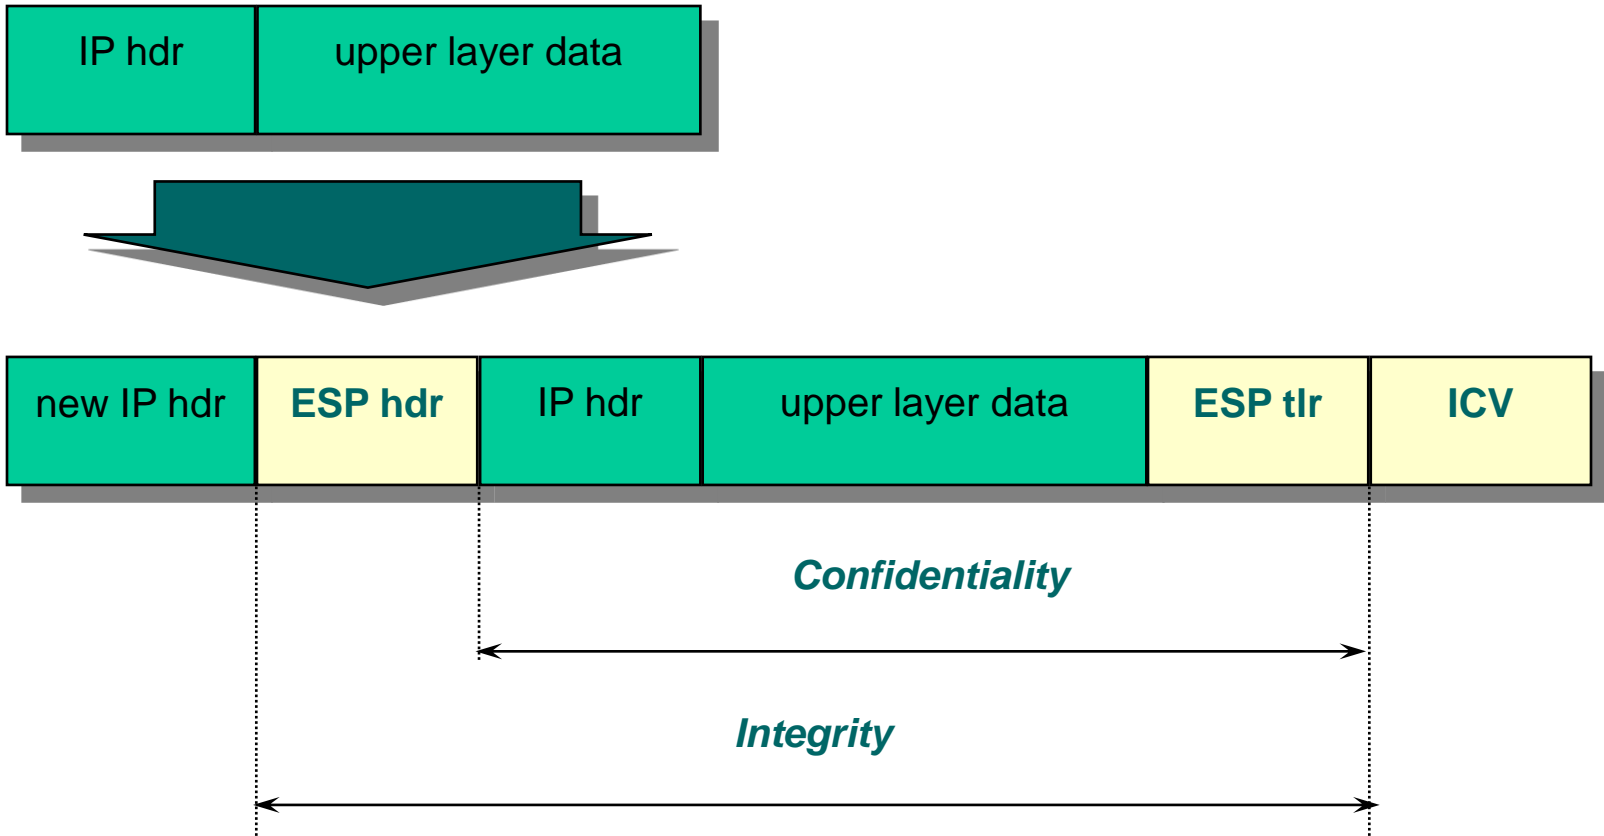 IP hdr
upper layer data
new IP hdr
ESP hdr
IP hdr
upper layer data
ESP tlr
ICV
Confidentiality
Integrity